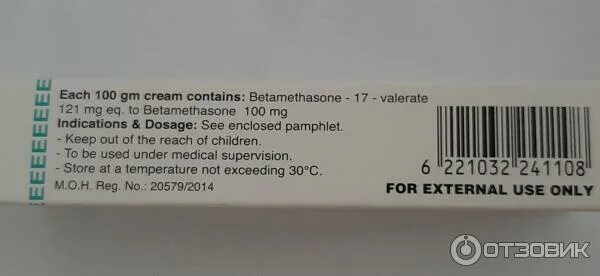 Each 100 gm cream contains: Betamethasone - 17 - valerate
121 mg eq. to Betamethasone 100 mg
Indications & Dosage: See enclosed pamphlet.
- Keep out of the reach of children.
- To be used under medical supervision.
- Store at a temperature not exceeding 30°C.
M.O.H. Reg. No.: 20579/2014
6 221032 241108
FOR EXTERNAL USE ONLY
EEEEEEEEE
ОТЗОВИК